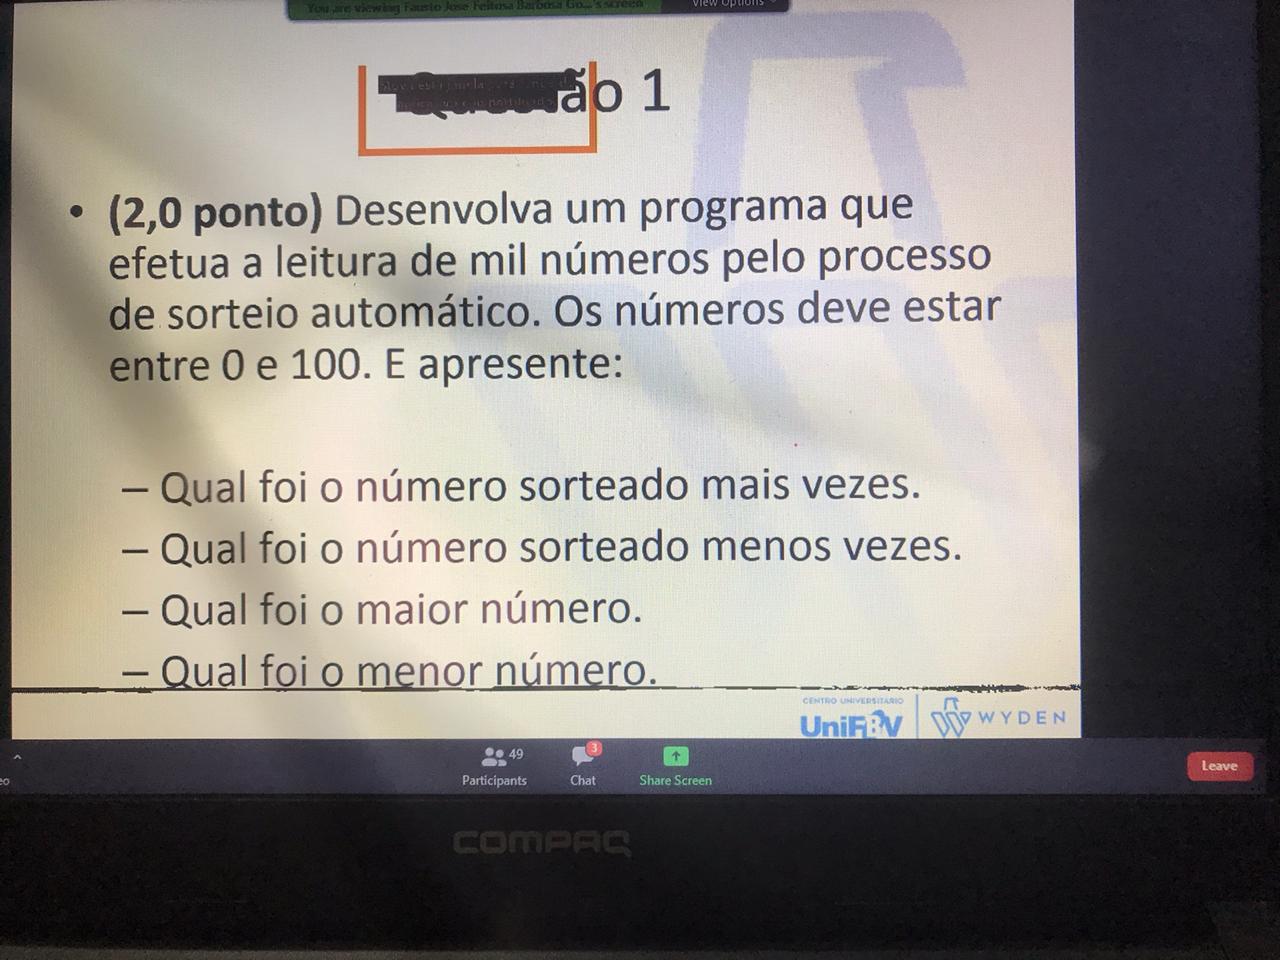 You are viewing Fausto Jose Feitosa Barbosa Go...'s screen
View Options
ão 1
• (2,0 ponto) Desenvolva um programa que
efetua a leitura de mil números pelo processo
de sorteio automático. Os números deve estar
entre 0 e 100. E apresente:
– Qual foi o número sorteado mais vezes.
– Qual foi o número sorteado menos vezes.
– Qual foi o maior número.
– Qual foi o menor número.
CENTRO UNIVERSITÁRIO
UniFBV
WYDEN
49
3
Participants
Chat
Share Screen
Leave
COMPAQ